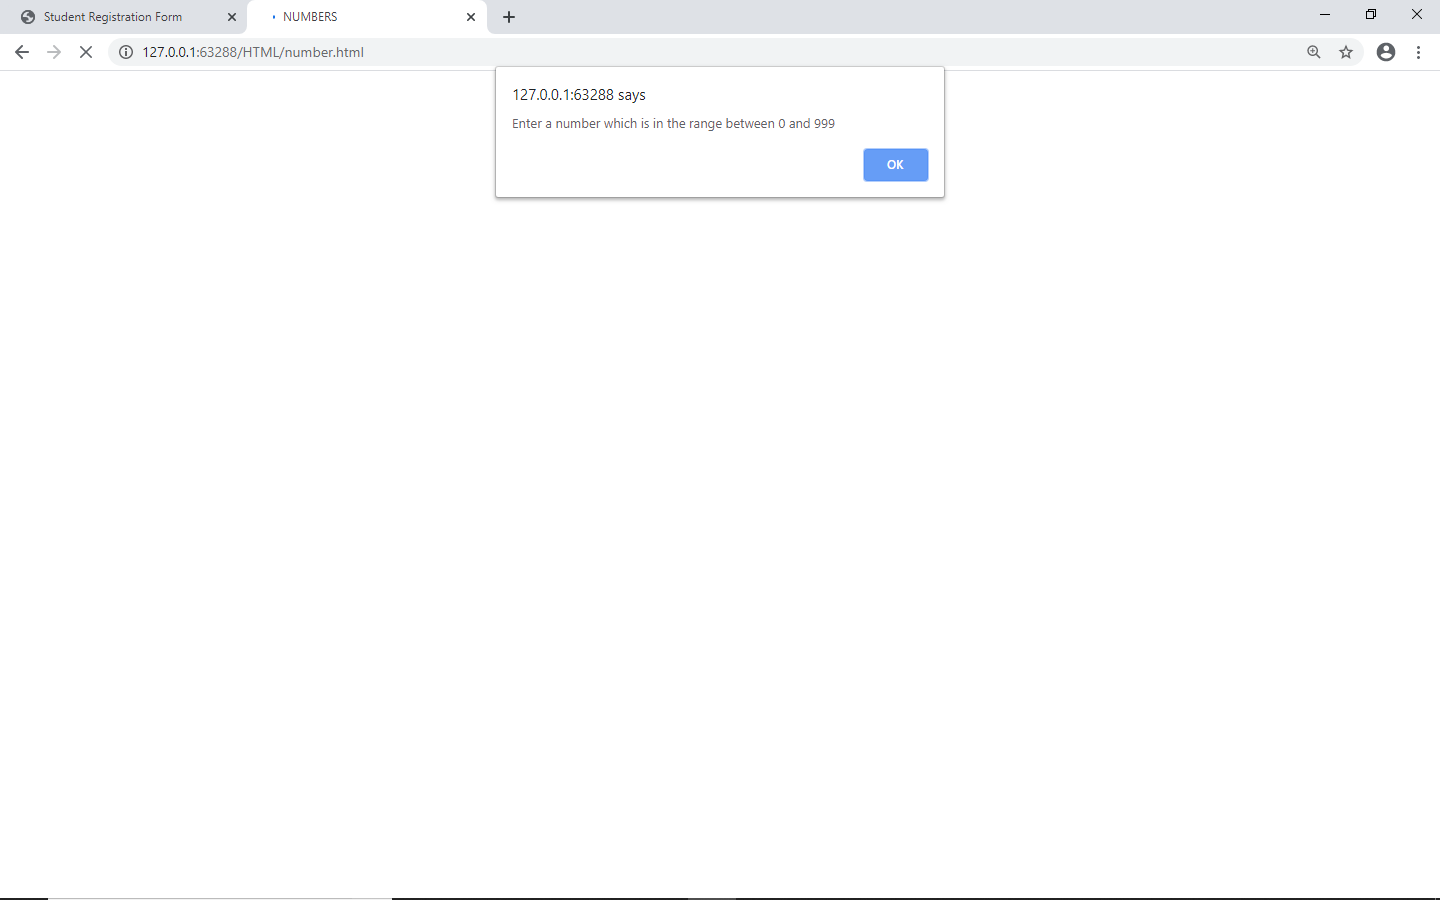 Student Registration Form
NUMBERS
127.0.0.1:63288/HTML/number.html
127.0.0.1:63288 says
Enter a number which is in the range between 0 and 999
OK